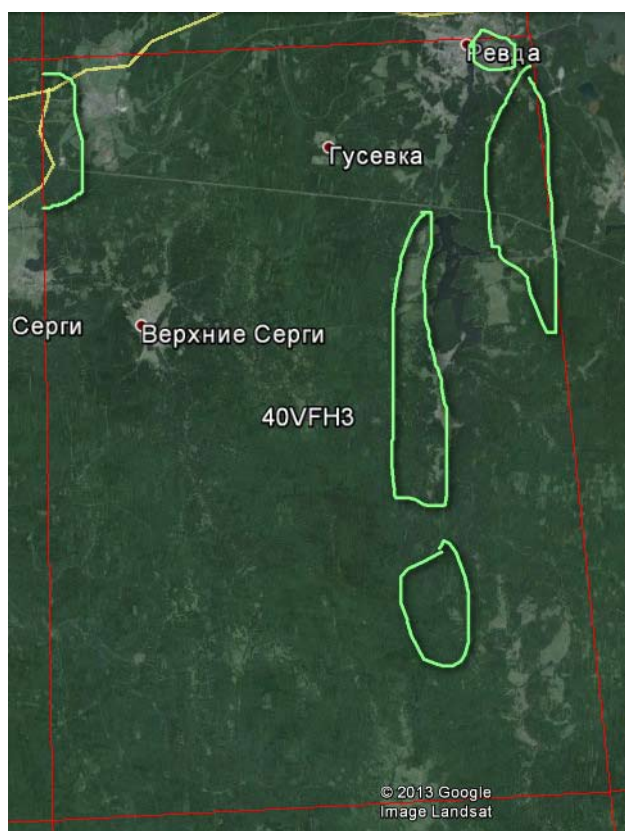 Ревда
Гусевка
Серги
Верхние Серги
40VFH3
© 2013 Google
Image Landsat